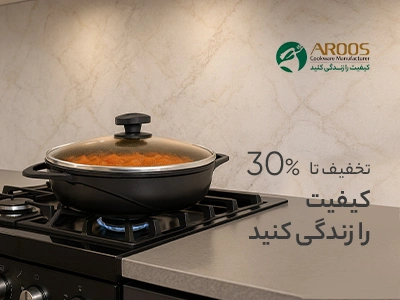 AROOS
Cookware Manufacturer
کیفیت را زندگی کنید
تخفیف تا 30%
کیفیت
را زندگی کنید